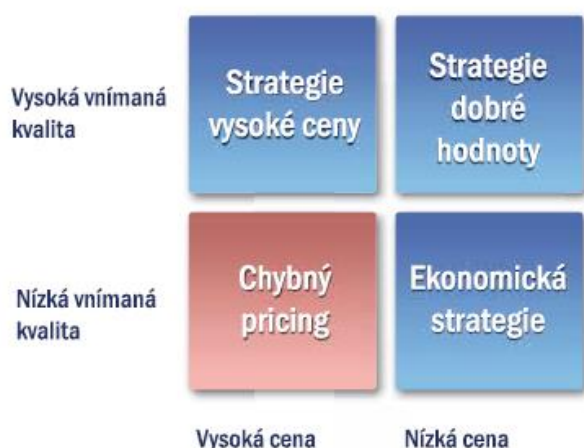 Vysoká vnímaná
kvalita
Strategie
vysoké ceny
Strategie
dobré
hodnoty
Nízká vnímaná
kvalita
Chybný
pricing
Ekonomická
strategie
Vysoká cena
Nízká cena